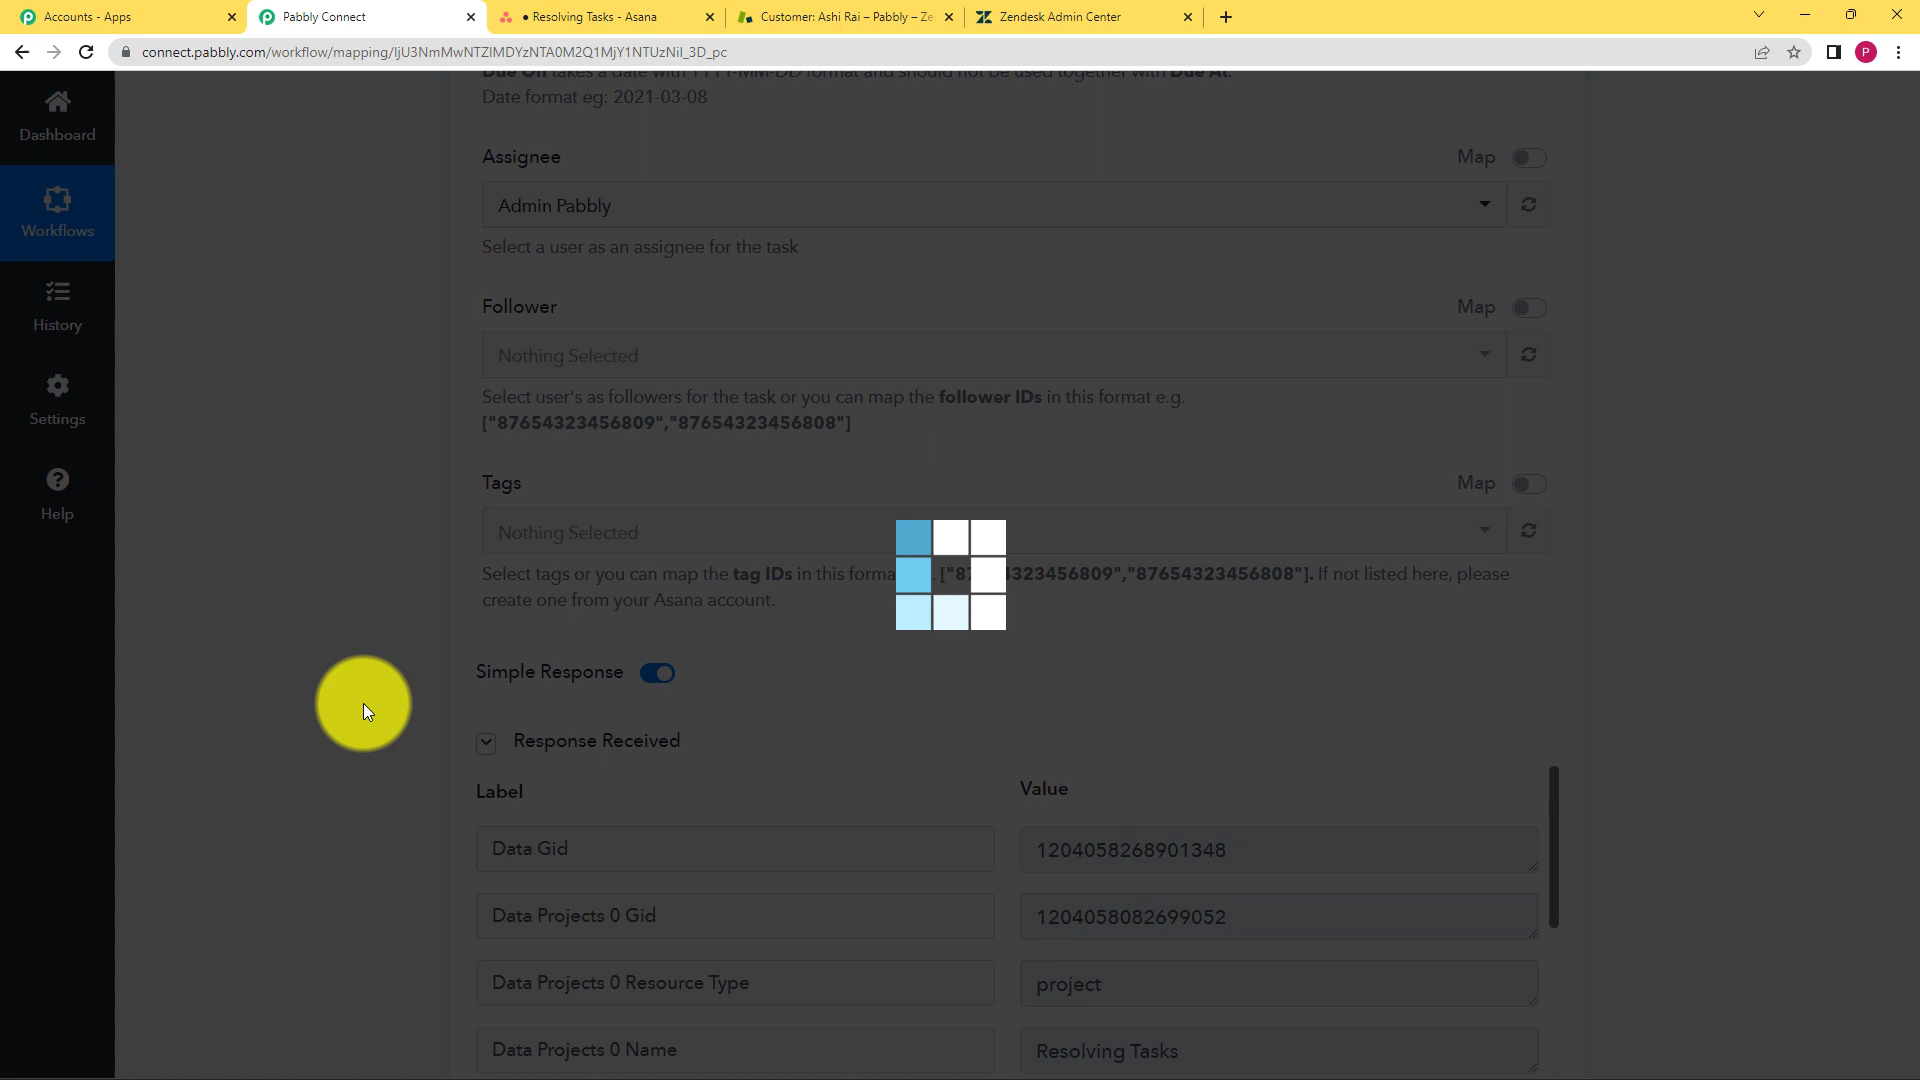 Accounts - Apps
Pabbly Connect
• Resolving Tasks - Asana
Customer: Ashi Rai – Pabbly – Ze
Zendesk Admin Center
connect.pabbly.com/workflow/mapping/IjU3NmMwNTZlMDYzNTA0M2Q1MjY1NTUzNiI_3D_pc
P
Due On takes a date with YYYY-MM-DD format and should not be used together with Due At.
Date format eg: 2021-03-08
Dashboard
Workflows
History
Settings
Help
Assignee
Map
Admin Pabbly
Select a user as an assignee for the task
Follower
Map
Nothing Selected
Select user's as followers for the task or you can map the follower IDs in this format e.g.
["87654323456809","87654323456808"]
Tags
Map
Nothing Selected
Select tags or you can map the tag IDs in this forma 323456809","87654323456808"]. If not listed here, please
create one from your Asana account.
Simple Response
Response Received
Label
Value
Data Gid
1204058268901348
Data Projects 0 Gid
1204058082699052
Data Projects 0 Resource Type
project
Data Projects 0 Name
Resolving Tasks